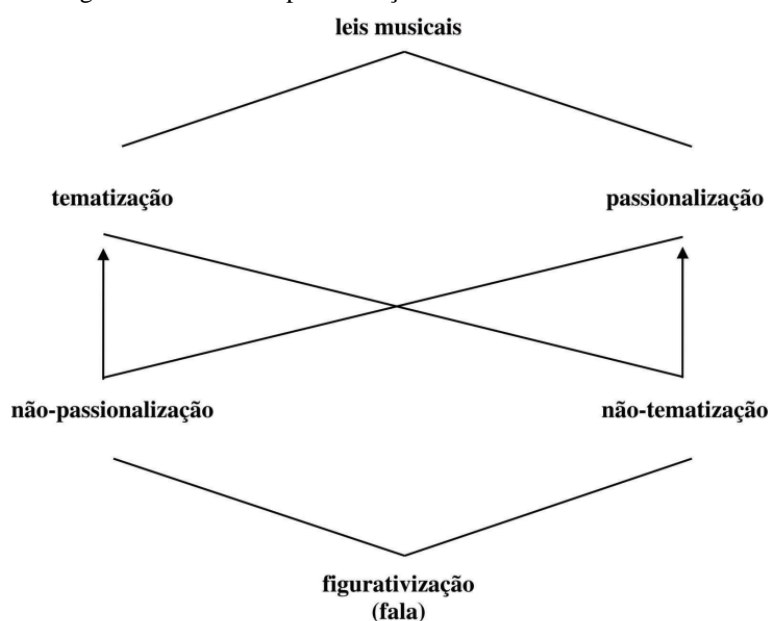 leis musicais
tematização passionalização
não-passionalização não-tematização
figurativização
(fala)